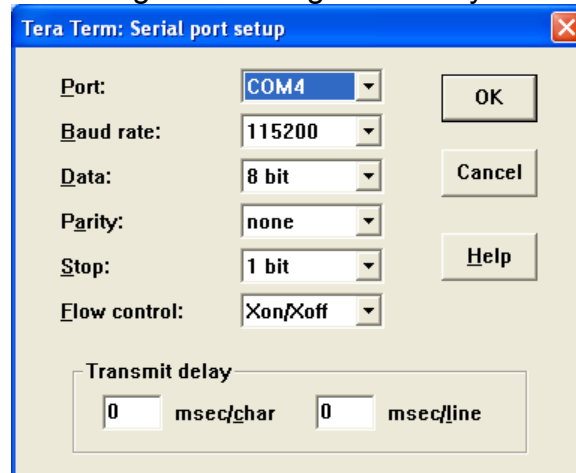 Tera Term: Serial port setup
Port: COM4
OK
Baud rate: 115200
Data: 8 bit
Cancel
Parity: none
Stop: 1 bit
Help
Flow control: Xon/Xoff
Transmit delay
0 msec/char 0 msec/line